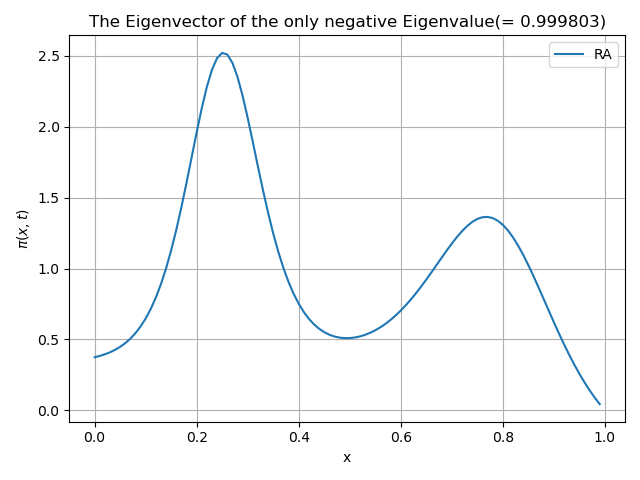 The Eigenvector of the only negative Eigenvalue(= 0.999803)
RA
2.5
2.0
1.5
1.0
0.5
0.0
π(x, t)
0.0 0.2 0.4 0.6 0.8 1.0
x